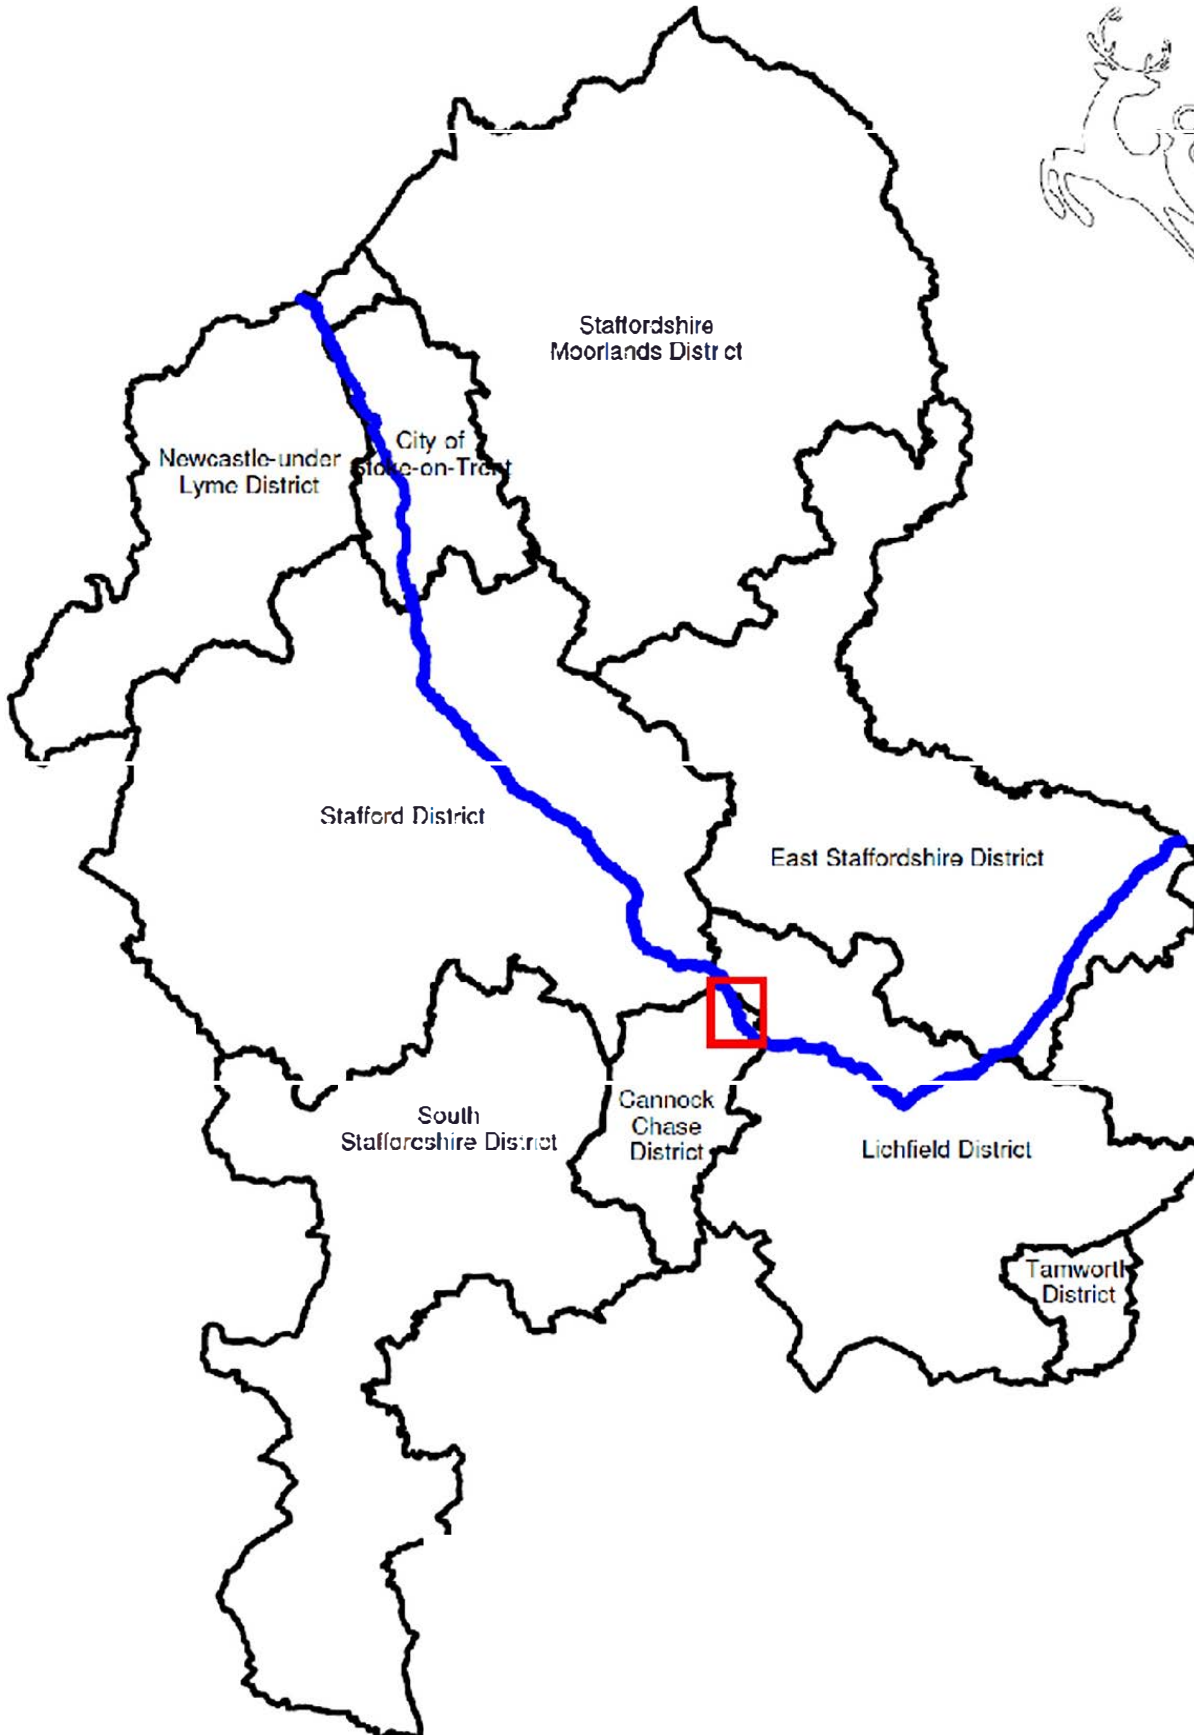 Staffordshire
Moorlands District
City of
Stoke-on-Trent
Newcastle-under
Lyme District
Stafford District
East Staffordshire District
South
Staffordshire District
Cannock
Chase
District
Lichfield District
Tamworth
District